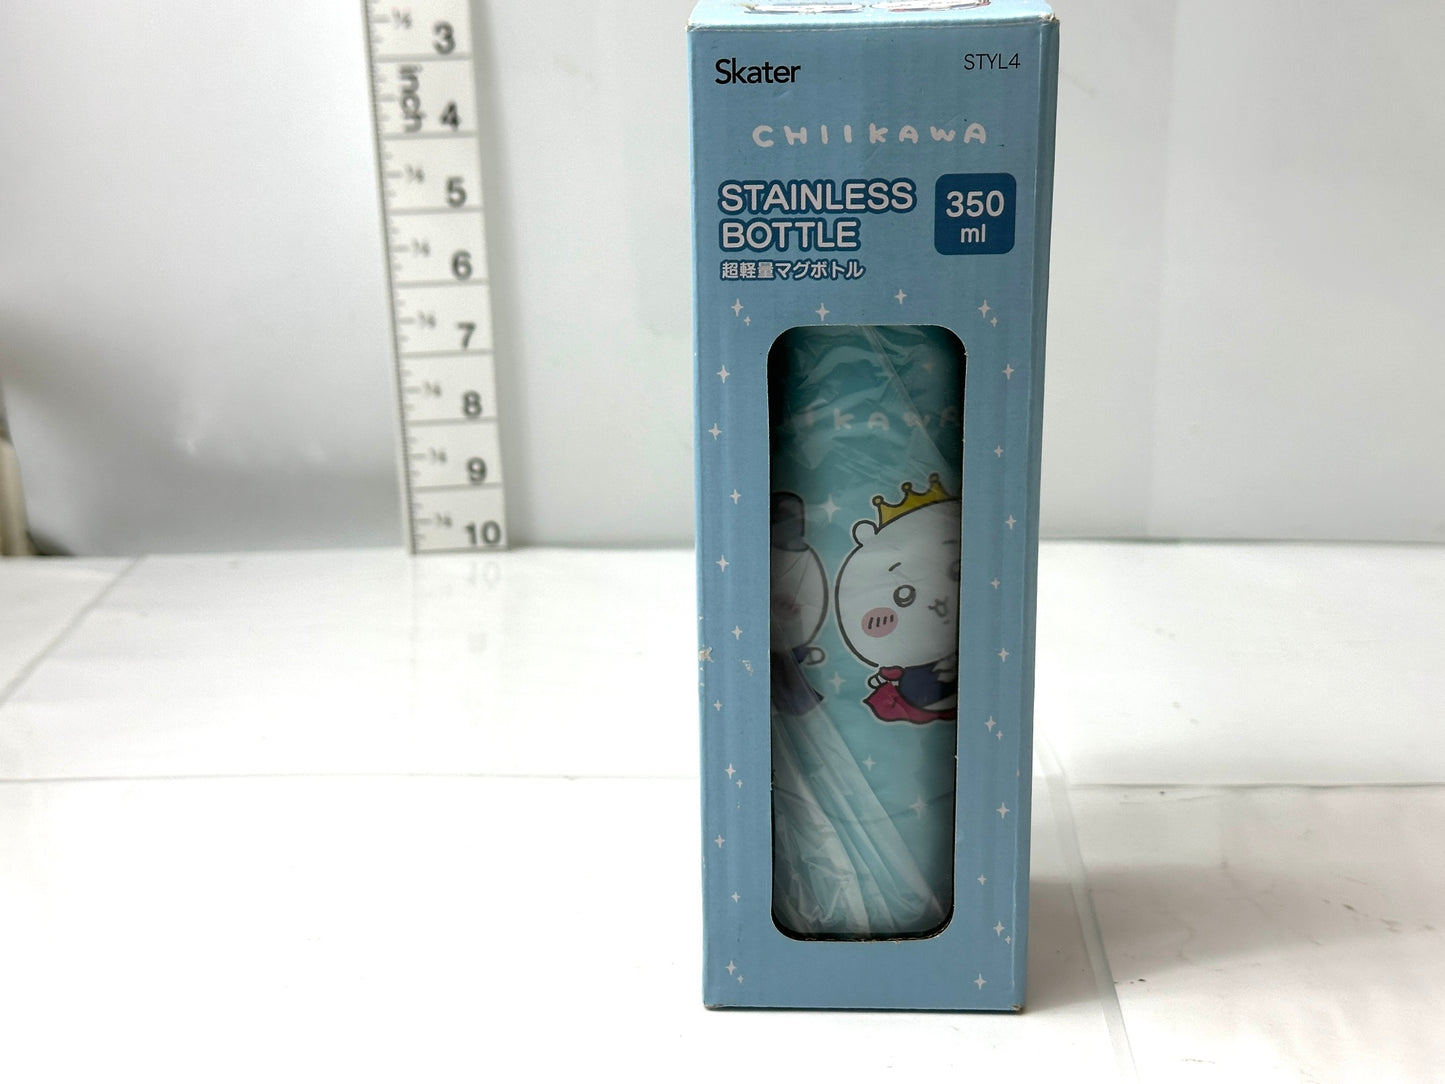 3
inch
4
5
6
7
8
9
10
Skater
STYL4
CHIIKAWA
STAINLESS
BOTTLE
350
ml
超軽量マグボトル
IKAWA